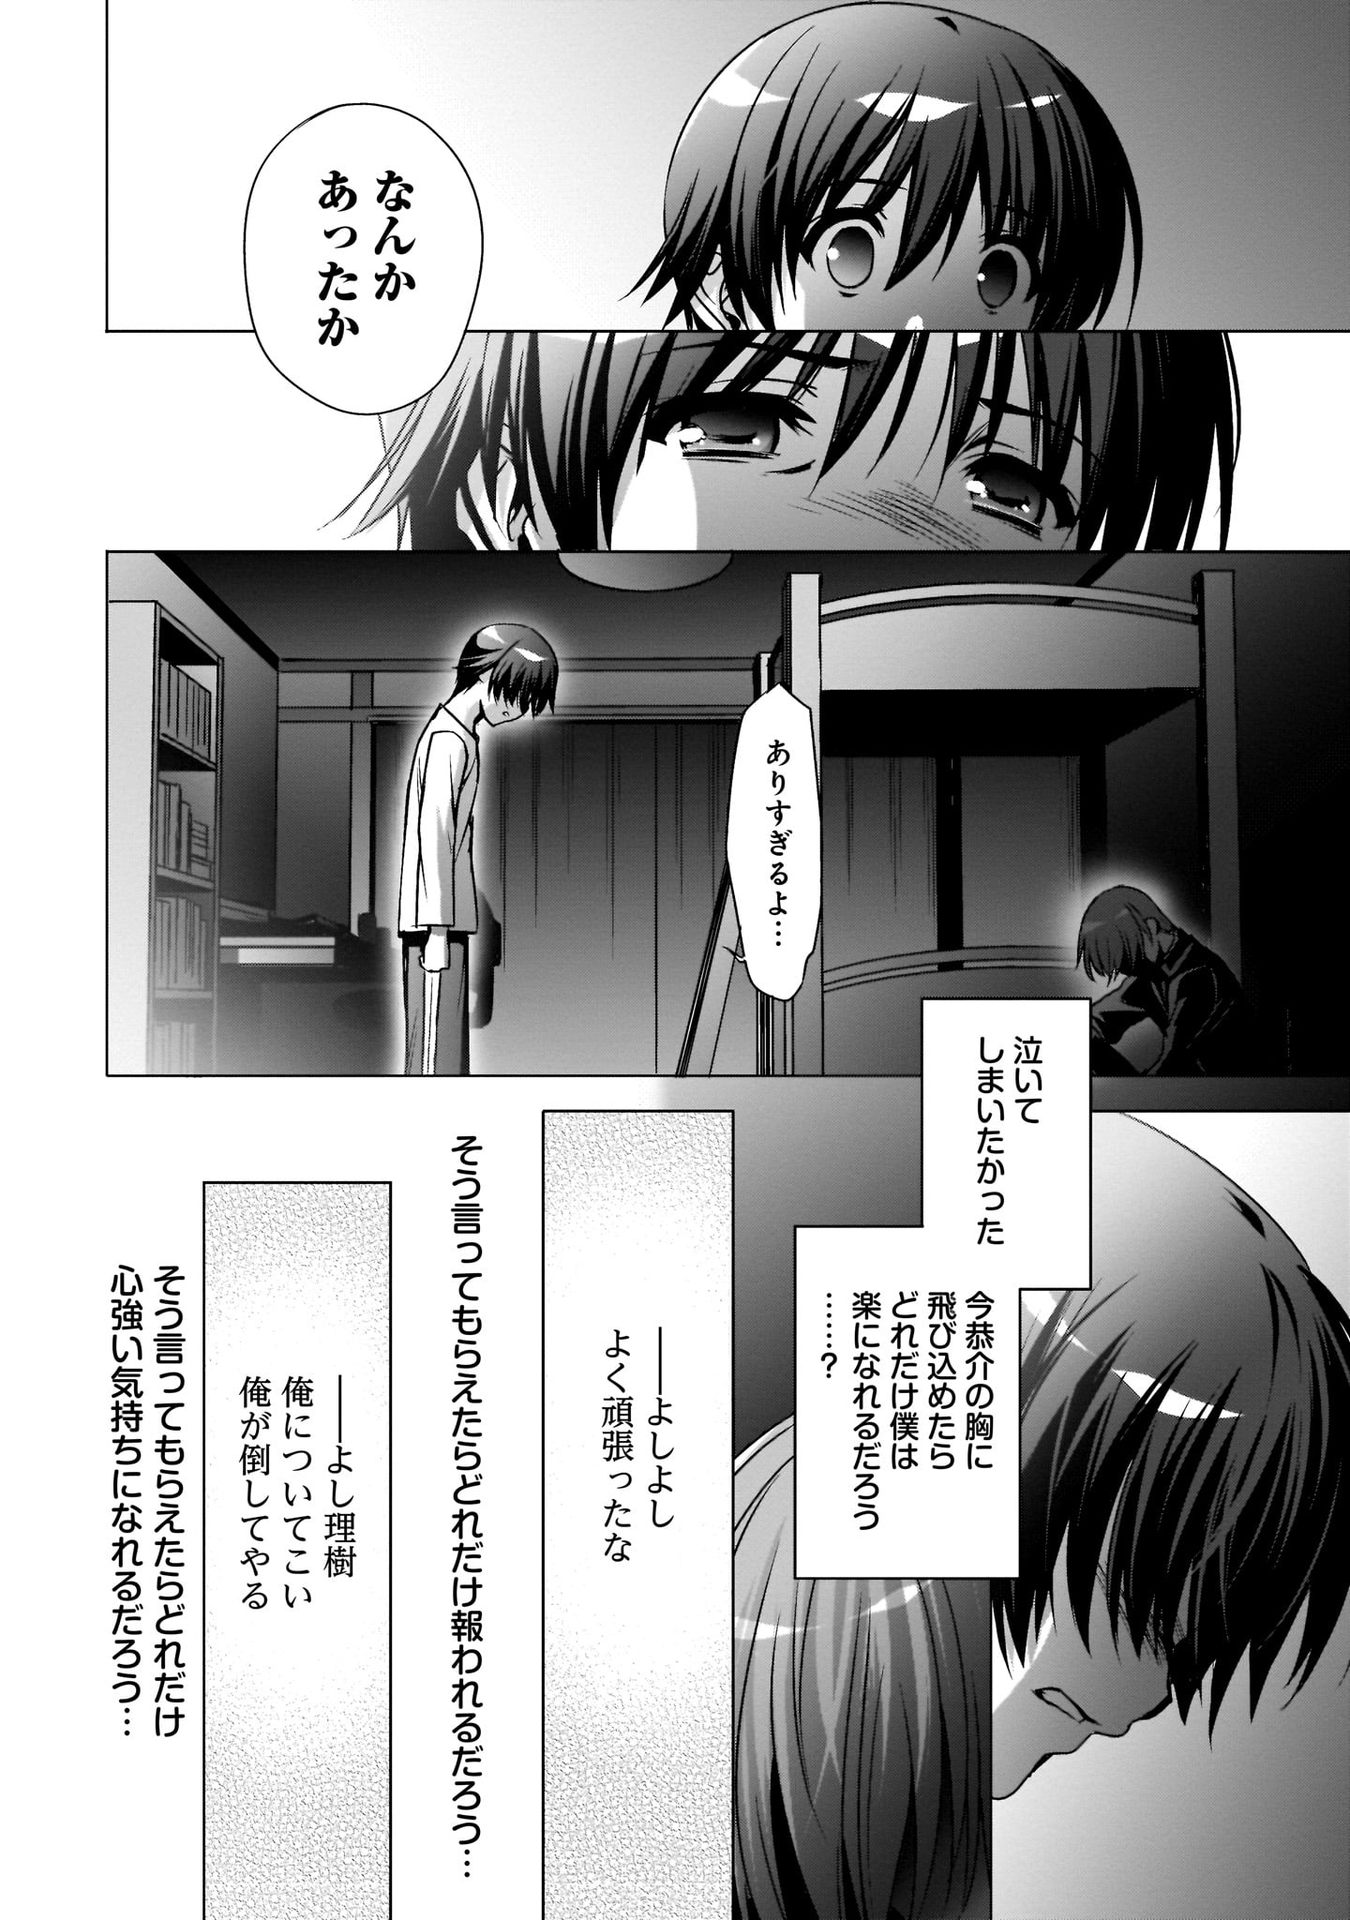 なんか
あったか
ありすぎるよ…
泣いて
しまいたかった
今恭介の胸に
飛び込めたら
どれだけ僕は
楽になれるだろう
……？
──よしよし
よく頑張ったな
そう言ってもらえたらどれだけ報われるだろう…
──よし理樹
俺についてこい
俺が倒してやる
そう言ってもらえたらどれだけ
心強い気持ちになれるだろう…